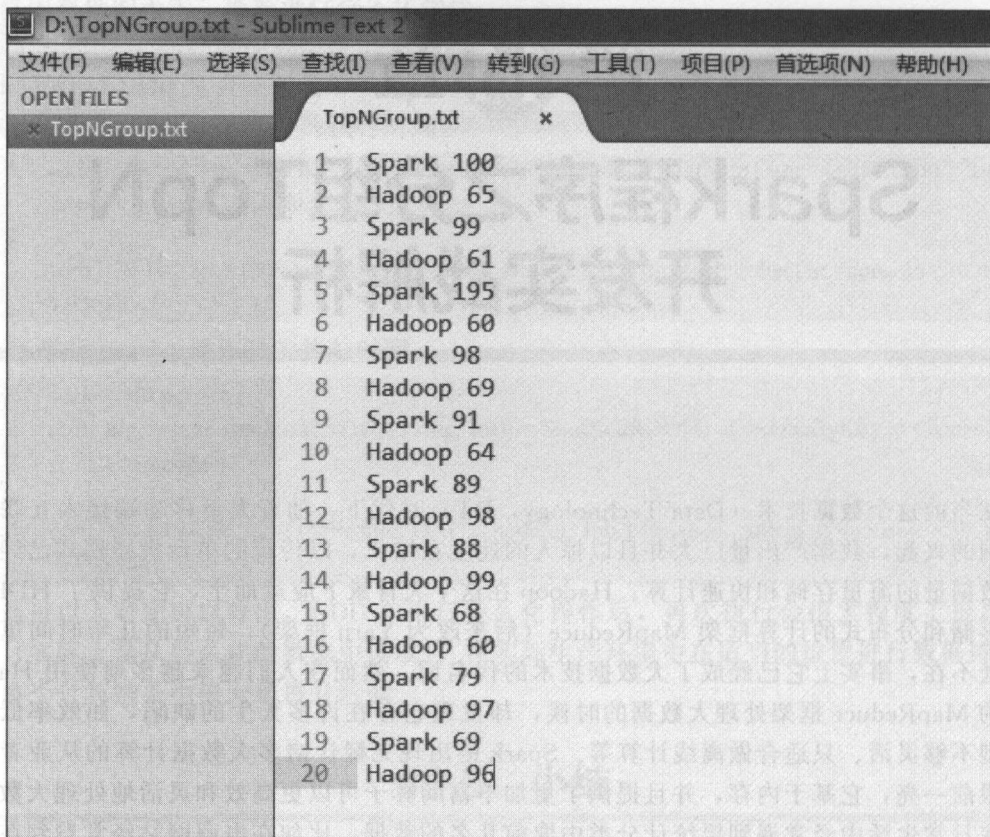 D:\TopNGroup.txt - Sublime Text 2
文件(F) 编辑(E) 选择(S) 查找(I) 查看(V) 转到(G) 工具(T) 项目(P) 首选项(N) 帮助(H)
OPEN FILES
× TopNGroup.txt
TopNGroup.txt ×
1 Spark 100
2 Hadoop 65
3 Spark 99
4 Hadoop 61
5 Spark 195
6 Hadoop 60
7 Spark 98
8 Hadoop 69
9 Spark 91
10 Hadoop 64
11 Spark 89
12 Hadoop 98
13 Spark 88
14 Hadoop 99
15 Spark 68
16 Hadoop 60
17 Spark 79
18 Hadoop 97
19 Spark 69
20 Hadoop 96